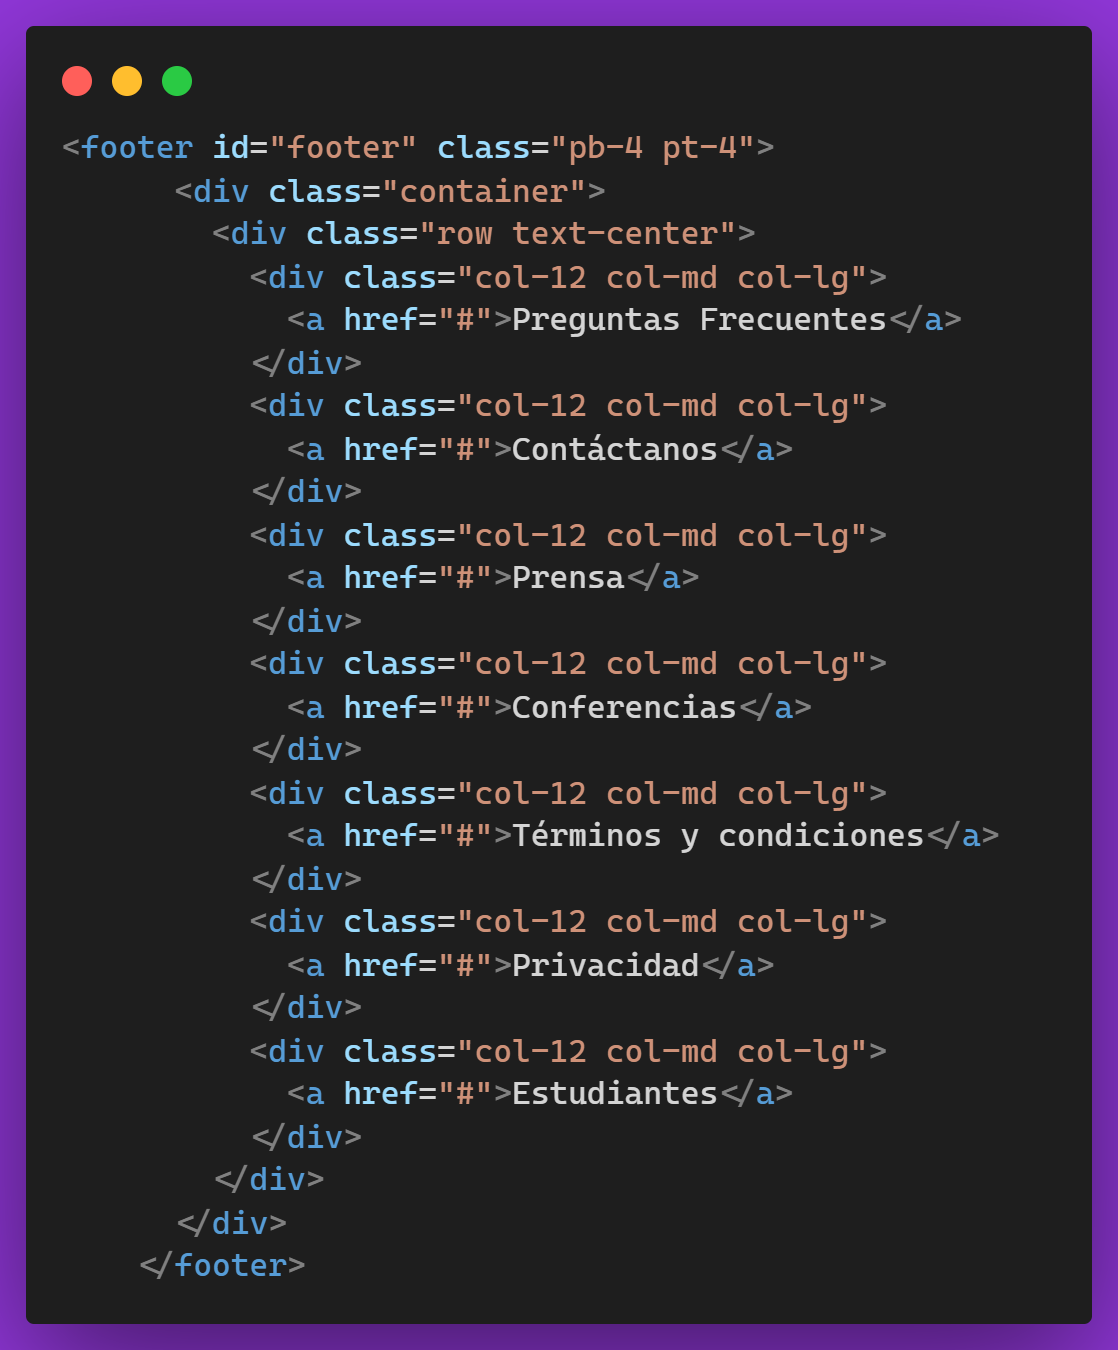 <footer id="footer" class="pb-4 pt-4">
      <div class="container">
        <div class="row text-center">
          <div class="col-12 col-md col-lg">
            <a href="#">Preguntas Frecuentes</a>
          </div>
          <div class="col-12 col-md col-lg">
            <a href="#">Contáctanos</a>
          </div>
          <div class="col-12 col-md col-lg">
            <a href="#">Prensa</a>
          </div>
          <div class="col-12 col-md col-lg">
            <a href="#">Conferencias</a>
          </div>
          <div class="col-12 col-md col-lg">
            <a href="#">Términos y condiciones</a>
          </div>
          <div class="col-12 col-md col-lg">
            <a href="#">Privacidad</a>
          </div>
          <div class="col-12 col-md col-lg">
            <a href="#">Estudiantes</a>
          </div>
        </div>
      </div>
    </footer>